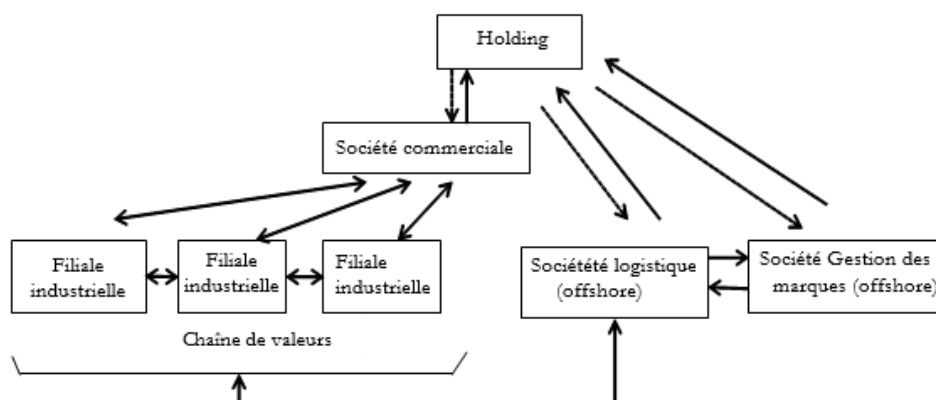 Holding
Société commerciale
Filiale
industrielle
Filiale
industrielle
Filiale
industrielle
Sociétété logistique
(offshore)
Société Gestion des
marques (offshore)
Chaîne de valeurs